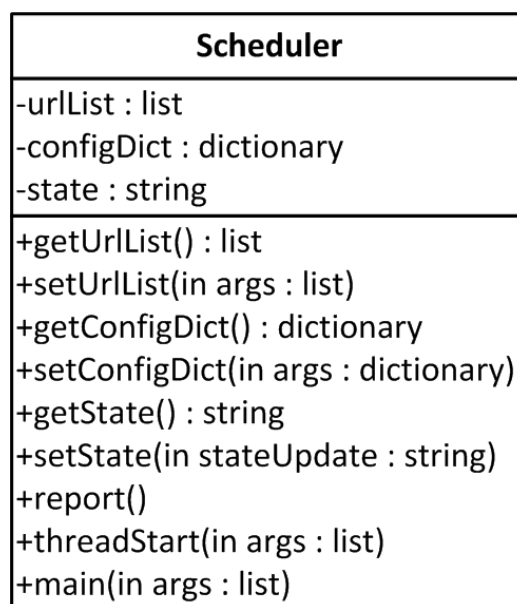 Scheduler
-urlList : list
-configDict : dictionary
-state : string
+getUrlList() : list
+setUrlList(in args : list)
+getConfigDict() : dictionary
+setConfigDict(in args : dictionary)
+getState() : string
+setState(in stateUpdate : string)
+report()
+threadStart(in args : list)
+main(in args : list)